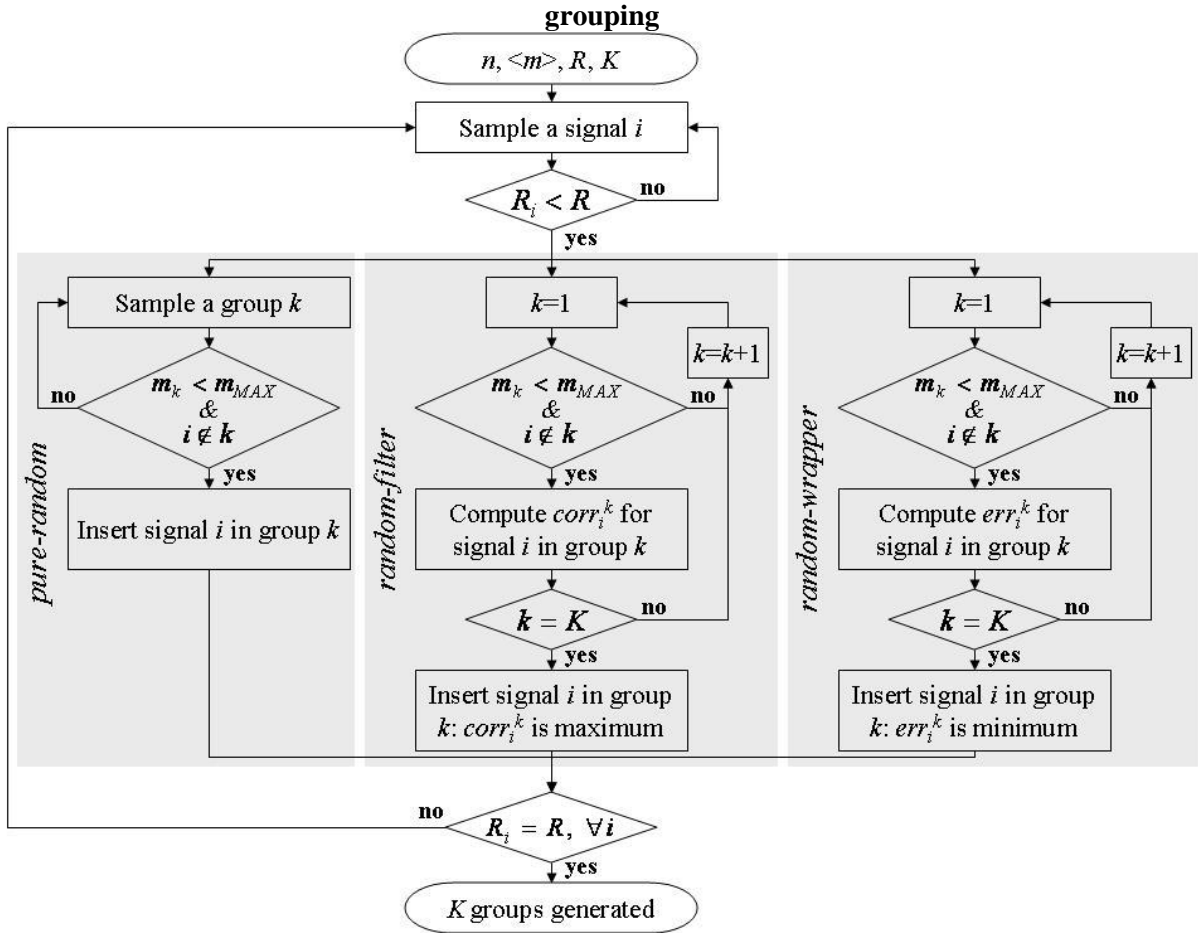 grouping
n, <m>, R, K
Sample a signal i
R_i < R
no
yes
pure-random
Sample a group k
m_k < m_MAX
&
i ∉ k
no
yes
Insert signal i in group k
random-filter
k=1
k=k+1
m_k < m_MAX
&
i ∉ k
no
yes
Compute corr_i^k for
signal i in group k
k = K
no
yes
Insert signal i in group
k: corr_i^k is maximum
random-wrapper
k=1
k=k+1
m_k < m_MAX
&
i ∉ k
no
yes
Compute err_i^k for
signal i in group k
k = K
no
yes
Insert signal i in group
k: err_i^k is minimum
R_i = R, ∀i
no
yes
K groups generated